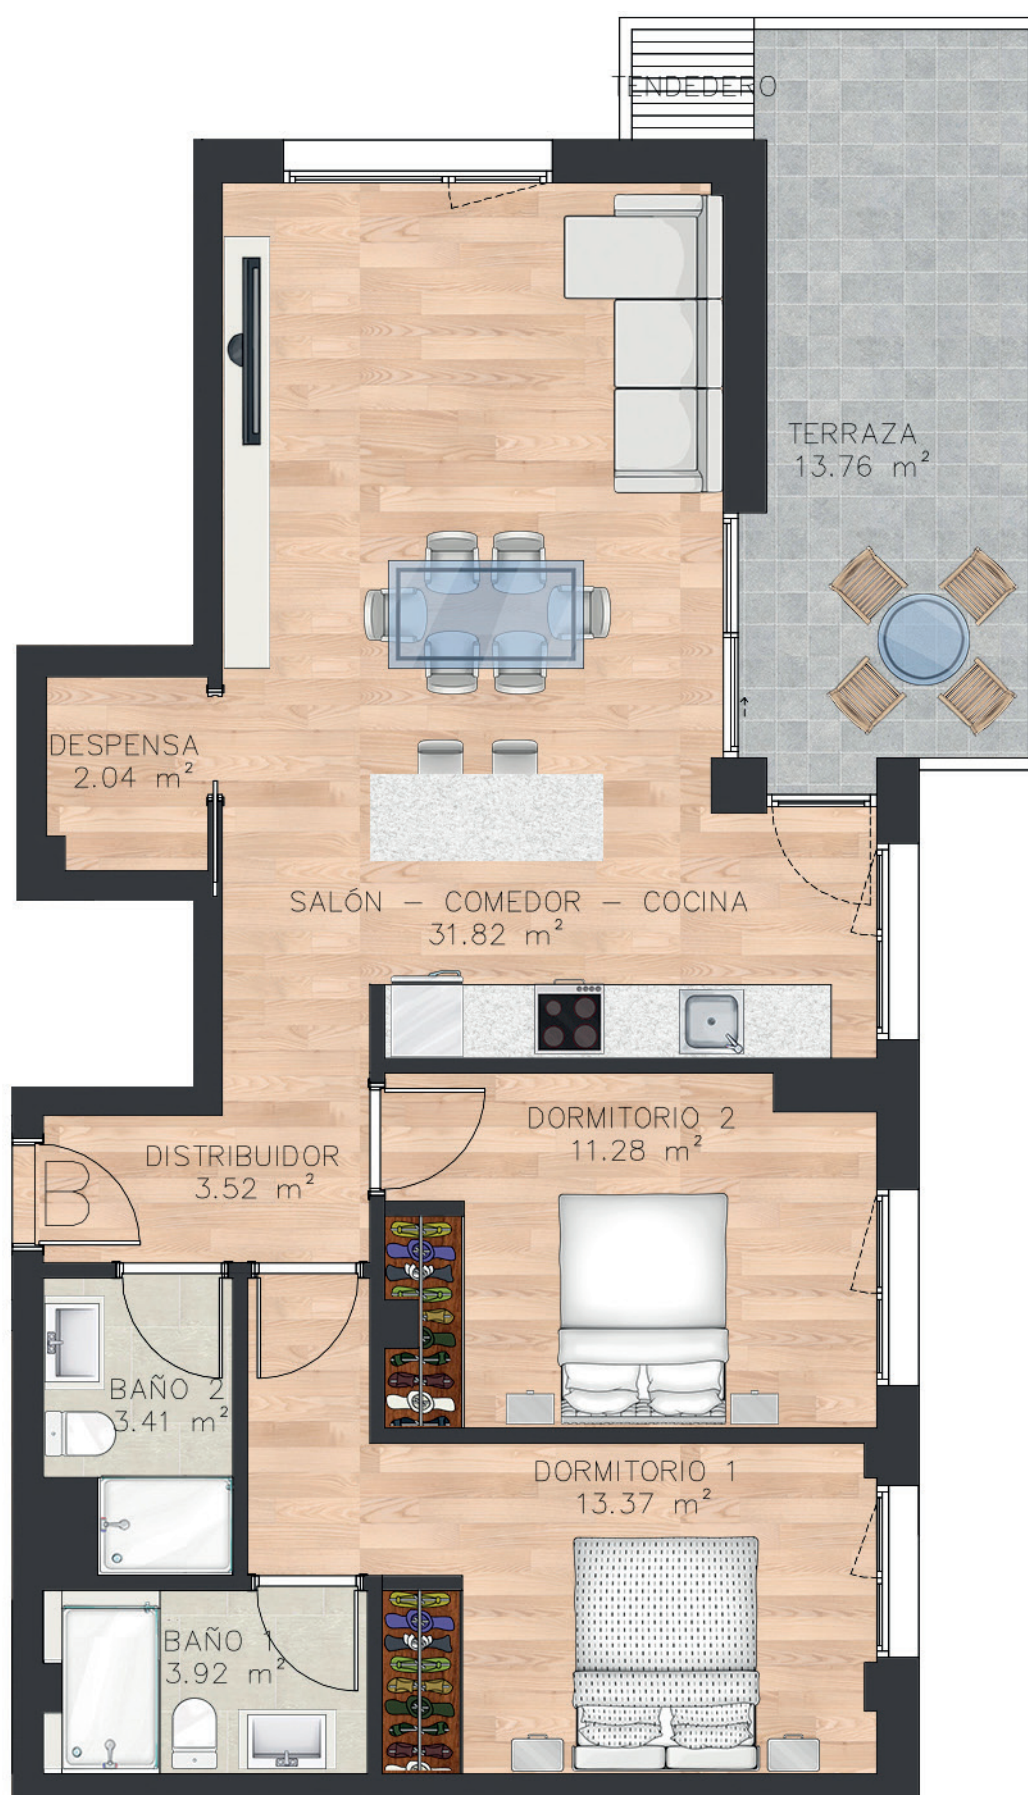 TENDEDERO
TERRAZA
13.76 m²
DESPENSA
2.04 m²
SALÓN – COMEDOR – COCINA
31.82 m²
DORMITORIO 2
11.28 m²
DISTRIBUIDOR
3.52 m²
B
BAÑO 2
3.41 m²
DORMITORIO 1
13.37 m²
BAÑO 1
3.92 m²